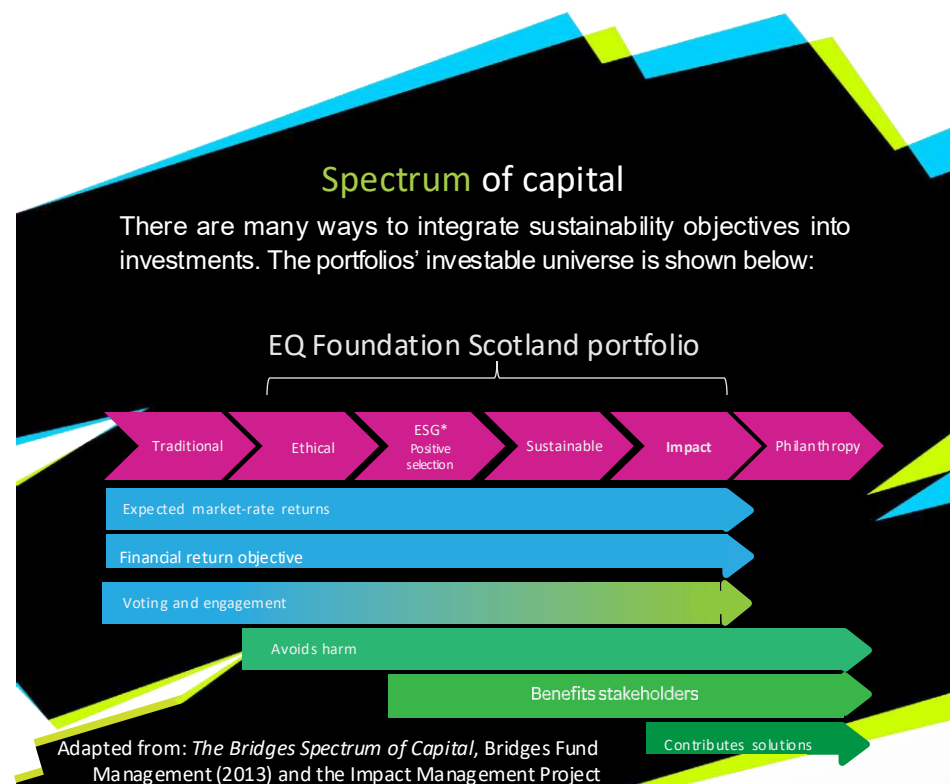 Spectrum of capital
There are many ways to integrate sustainability objectives into
investments. The portfolios’ investable universe is shown below:
EQ Foundation Scotland portfolio
Traditional
Ethical
ESG*
Positive
selection
Sustainable
Impact
Philanthropy
Expected market-rate returns
Financial return objective
Voting and engagement
Avoids harm
Benefits stakeholders
Contributes solutions
Adapted from: The Bridges Spectrum of Capital, Bridges Fund
Management (2013) and the Impact Management Project